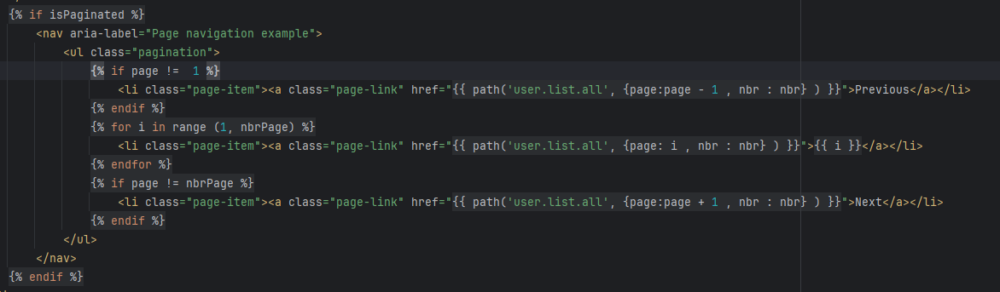 {% if isPaginated %}
<nav aria-label="Page navigation example">
<ul class="pagination">
{% if page !=  1 %}
<li class="page-item"><a class="page-link" href="{{ path('user.list.all', {page:page - 1 , nbr : nbr} ) }}">Previous</a></li>
{% endif %}
{% for i in range (1, nbrPage) %}
<li class="page-item"><a class="page-link" href="{{ path('user.list.all', {page: i , nbr : nbr} ) }}">{{ i }}</a></li>
{% endfor %}
{% if page != nbrPage %}
<li class="page-item"><a class="page-link" href="{{ path('user.list.all', {page:page + 1 , nbr : nbr} ) }}">Next</a></li>
{% endif %}
</ul>
</nav>
{% endif %}